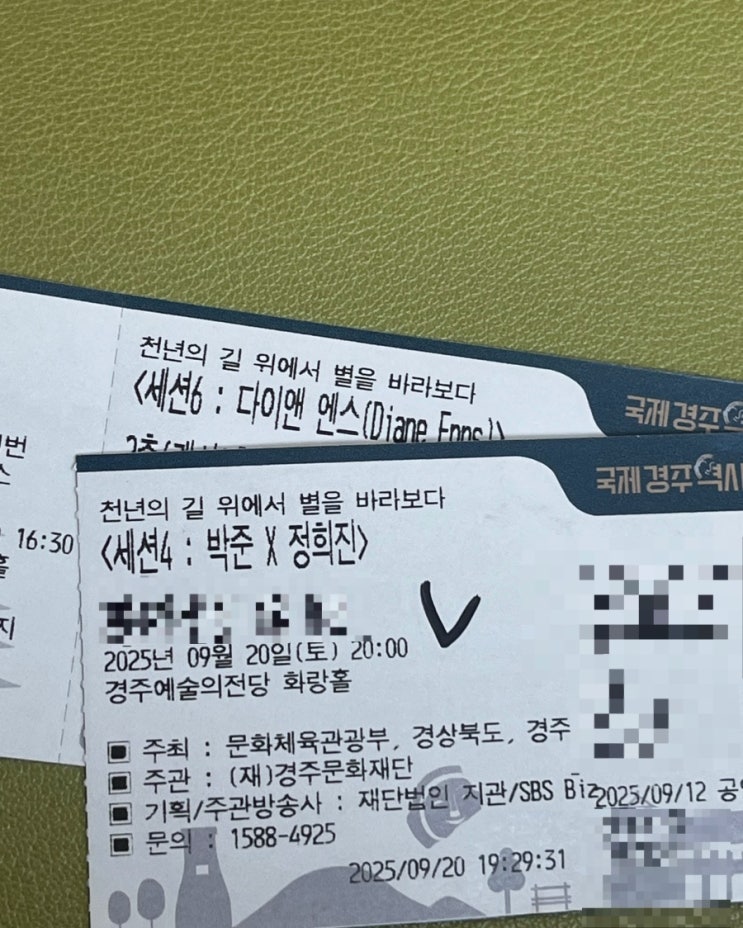 천년의 길 위에서 별을 바라보다
<세션6 : 다이앤 엔스(Diane Enns)>
국제경주
16:30
천년의 길 위에서 별을 바라보다
<세션4 : 박준 X 정희진>
국제경주역사
2025년 09월 20일(토) 20:00
경주예술의전당 화랑홀
▣ 주최 : 문화체육관광부, 경상북도, 경주
▣ 주관 : (재)경주문화재단
▣ 기획/주관방송사 : 재단법인 지관/SBS Biz
▣ 문의 : 1588-4925
2025/09/12
2025/09/20 19:29:31